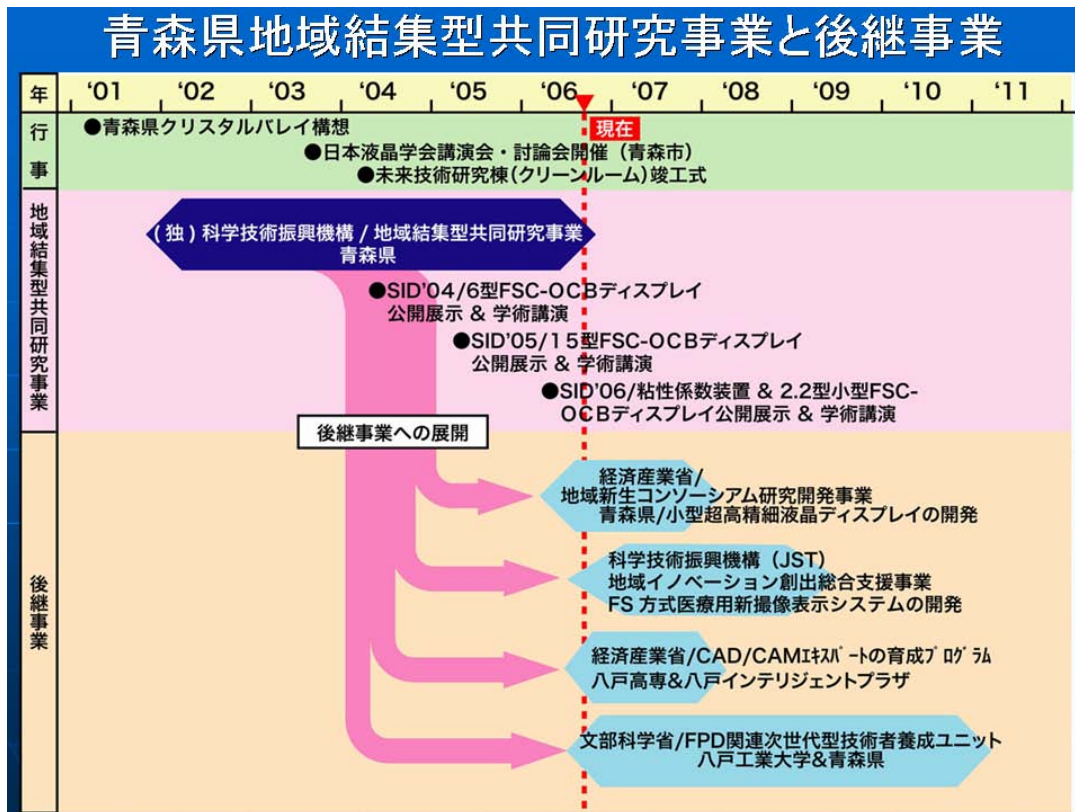 青森県地域結集型共同研究事業と後継事業
年 '01 '02 '03 '04 '05 '06 '07 '08 '09 '10 '11
行事
●青森県クリスタルバレイ構想
現在
●日本液晶学会講演会・討論会開催（青森市）
●未来技術研究棟(クリーンルーム)竣工式
地域結集型共同研究事業
(独)科学技術振興機構/地域結集型共同研究事業
青森県
●SID'04/6型FSC-OCBディスプレイ
公開展示 & 学術講演
●SID'05/15型FSC-OCBディスプレイ
公開展示 & 学術講演
●SID'06/粘性係数装置 & 2.2型小型FSC-
OCBディスプレイ公開展示 & 学術講演
後継事業への展開
後継事業
経済産業省/
地域新生コンソーシアム研究開発事業
青森県/小型超高精細液晶ディスプレイの開発
科学技術振興機構（JST）
地域イノベーション創出総合支援事業
FS方式医療用新撮像表示システムの開発
経済産業省/CAD/CAMｴｷｽﾊﾟｰﾄの育成ﾌﾟﾛｸﾞﾗﾑ
八戸高専&八戸インテリジェントプラザ
文部科学省/FPD関連次世代型技術者養成ユニット
八戸工業大学&青森県